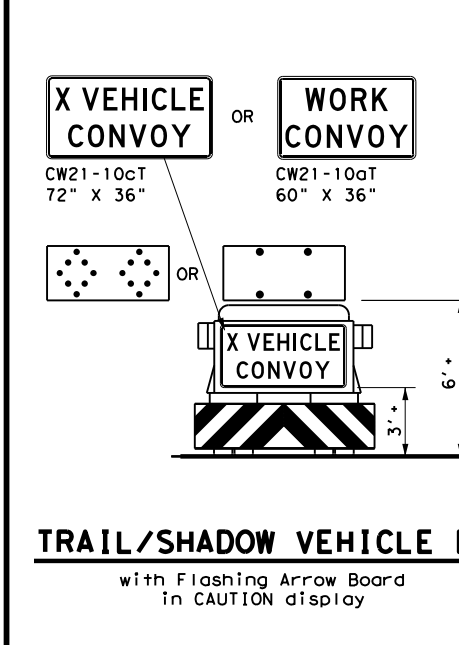 X VEHICLE
CONVOY
OR
WORK
CONVOY
CW21-10cT
72" X 36"
CW21-10aT
60" X 36"
OR
X VEHICLE
CONVOY
6' +
3' +
TRAIL/SHADOW VEHICLE
with Flashing Arrow Board
in CAUTION display